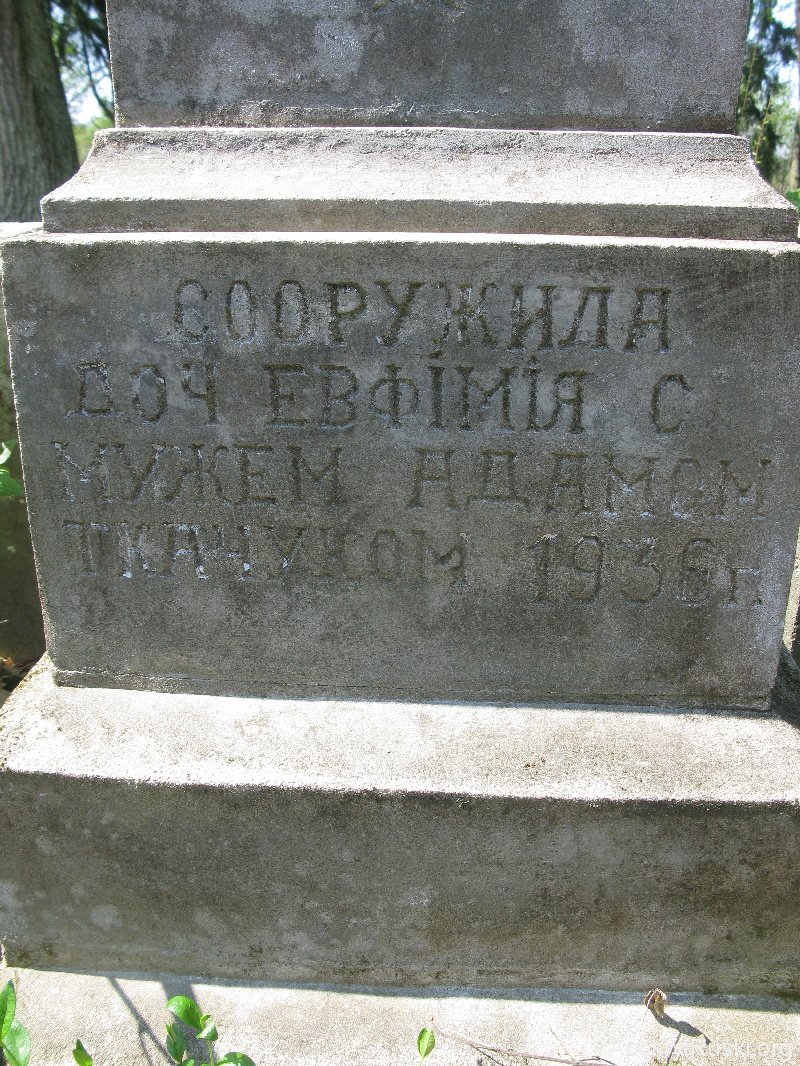 СООРУЖИЛА
ДОЧ ЕВФІМІЯ С
МУЖЕМ АДАМОМ
ТКАЧУКОМ 1936 г.